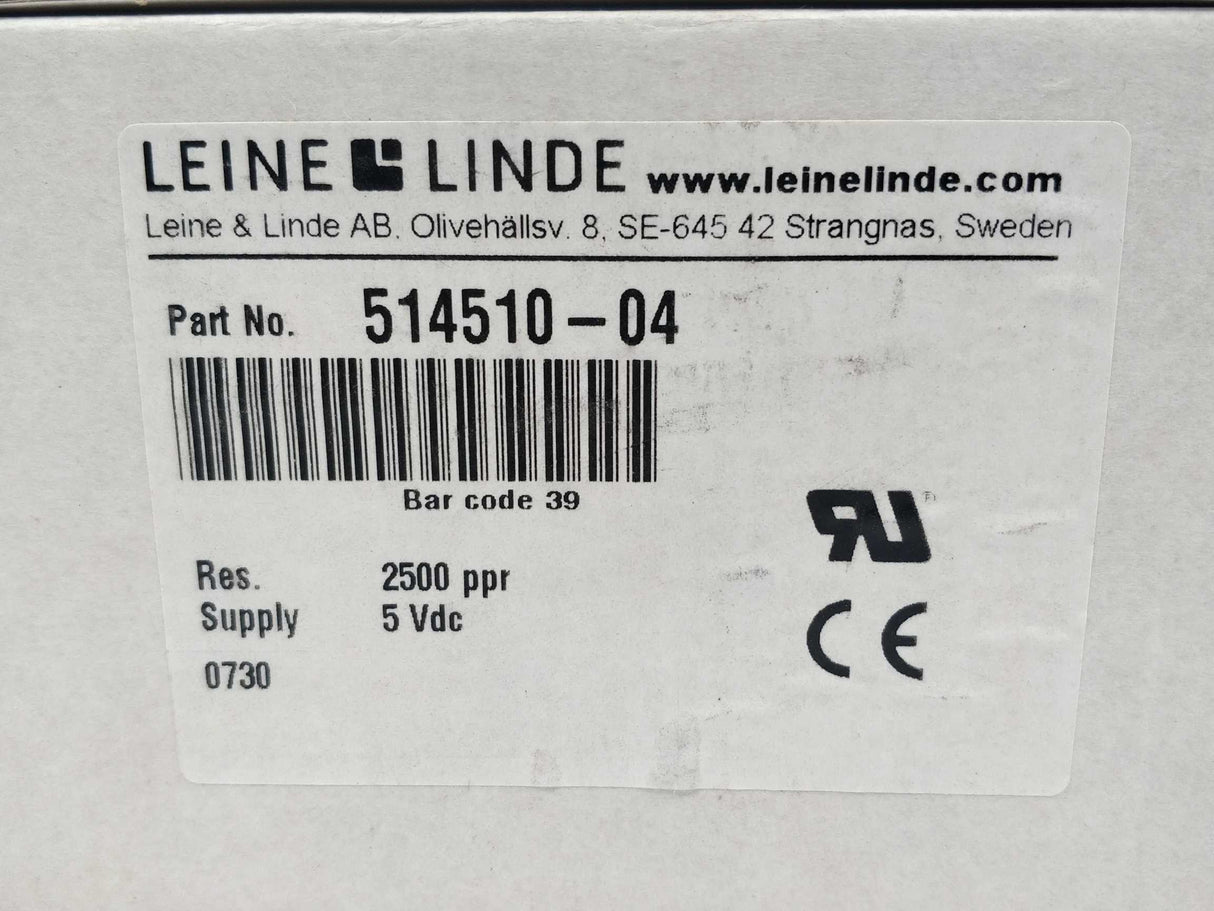 LEINE LINDE www.leinelinde.com
Leine & Linde AB. Olivehällsv. 8, SE-645 42 Strangnas, Sweden
Part No. 514510-04
Bar code 39
Res. 2500 ppr
Supply 5 Vdc
0730
RU
CE